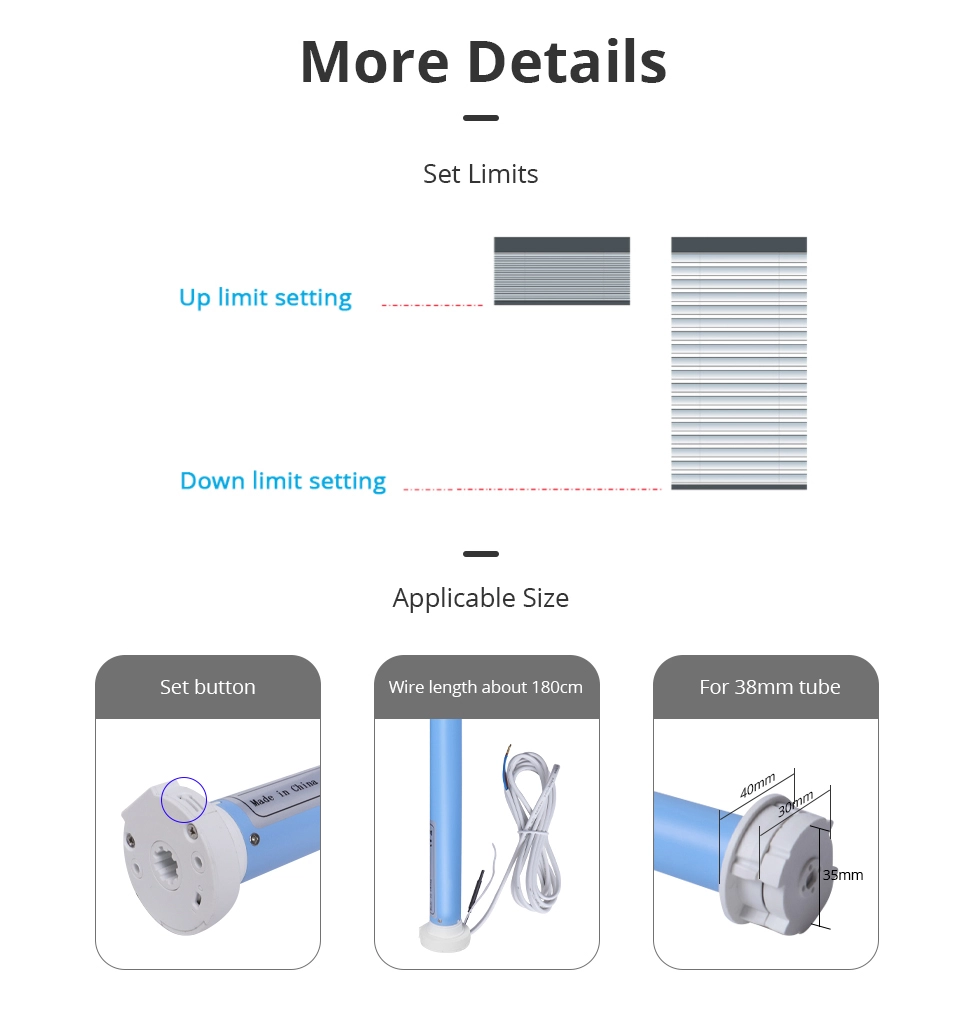 More Details
Set Limits
Up limit setting
Down limit setting
Applicable Size
Set button
Wire length about 180cm
For 38mm tube
Made in China
40mm
30mm
35mm